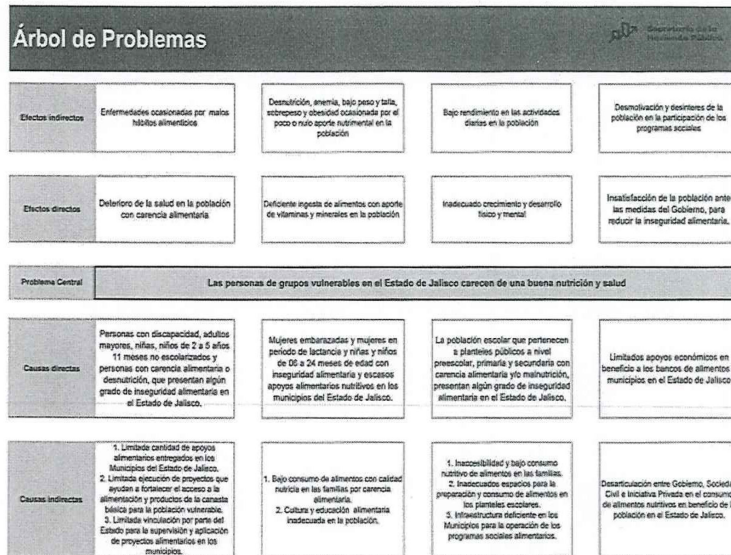 Árbol de Problemas
Secretaría de la
Hacienda Pública
Efectos indirectos
Enfermedades ocasionadas por malos
hábitos alimenticios
Desnutrición, anemia, bajo peso y talla,
sobrepeso y obesidad ocasionada por el
poco o nulo aporte nutrimental en la
población
Bajo rendimiento en las actividades
diarias en la población
Desmotivación y desinteres de la
población en la participación de los
programas sociales
Efectos directos
Deterioro de la salud en la población
con carencia alimentaria
Deficiente ingesta de alimentos con aporte
de vitaminas y minerales en la población
Inadecuado crecimiento y desarrollo
físico y mental
Insatisfacción de la población ante
las medidas del Gobierno, para
reducir la inseguridad alimentaria.
Problema Central
Las personas de grupos vulnerables en el Estado de Jalisco carecen de una buena nutrición y salud
Causas directas
Personas con discapacidad, adultos
mayores, niñas, niños de 2 a 5 años
11 meses no escolarizados y
personas con carencia alimentaria o
desnutrición, que presentan algún
grado de inseguridad alimentaria en
el Estado de Jalisco.
Mujeres embarazadas y mujeres en
periodo de lactancia y niñas y niños
de 06 a 24 meses de edad con
inseguridad alimentaria y escasos
apoyos alimentarios nutritivos en los
municipios del Estado de Jalisco.
La población escolar que pertenecen
a planteles públicos a nivel
preescolar, primaria y secundaria con
carencia alimentaria y/o malnutrición,
presentan algún grado de inseguridad
alimentaria en el Estado de Jalisco.
Limitados apoyos económicos en
beneficio a los bancos de alimentos
municipios en el Estado de Jalisco
Causas indirectas
1. Limitada cantidad de apoyos
alimentarios entregados en los
Municipios del Estado de Jalisco.
2. Limitada ejecución de proyectos que
ayudan a fortalecer el acceso a la
alimentación y productos de la canasta
básica para la población vulnerable.
3. Limitada vinculación por parte del
Estado para la supervisión y aplicación
de proyectos alimentarios en los
municipios.
1. Bajo consumo de alimentos con calidad
nutricia en las familias por carencia
alimentaria.
2. Cultura y educación alimentaria
inadecuada en la población.
1. Inaccesibilidad y bajo consumo
nutritivo de alimentos en las familias.
2. Inadecuados espacios para la
preparación y consumo de alimentos en
los planteles escolares.
3. Infraestructura deficiente en los
Municipios para la operación de los
programas sociales alimentarios.
Desarticulación entre Gobierno, Socieda
Civil e Iniciativa Privada en el consumo
de alimentos nutritivos en beneficio de
población en el Estado de Jalisco.